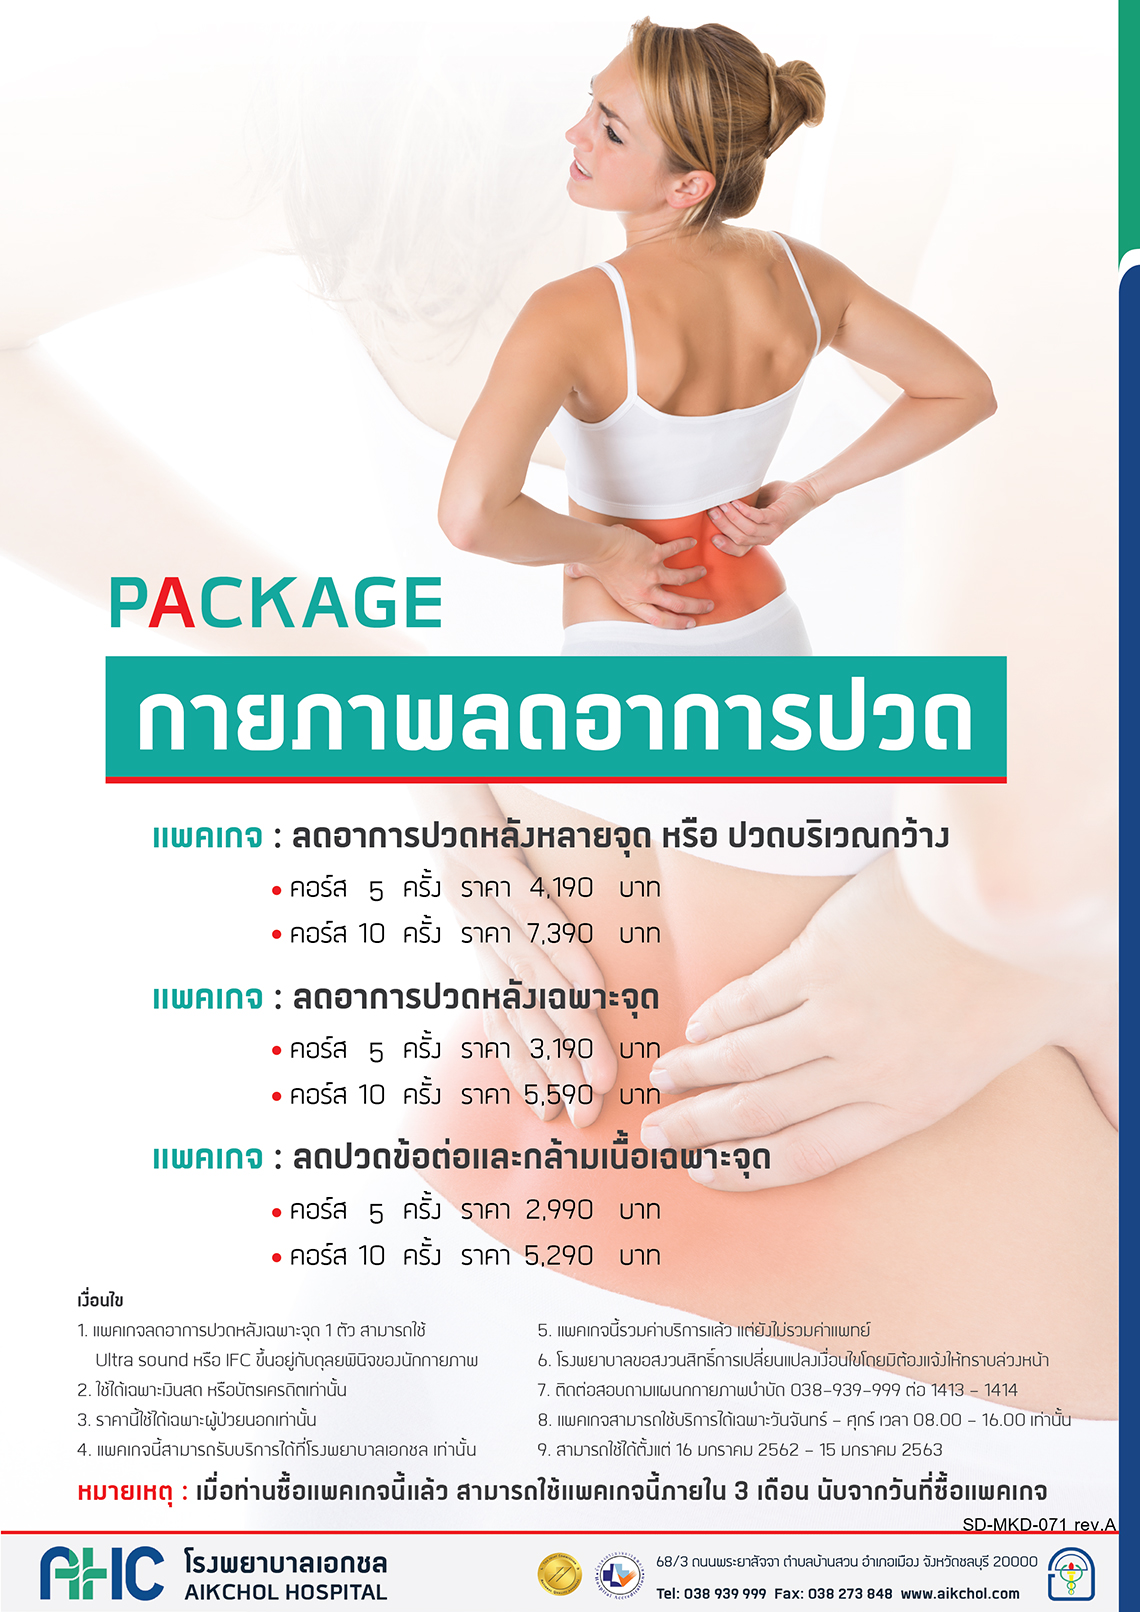 PACKAGE
กายภาพลดอาการปวด
แพคเกจ : ลดอาการปวดหลังหลายจุด หรือ ปวดบริเวณกว้าง
• คอร์ส 5 ครั้ง ราคา 4,190 บาท
• คอร์ส 10 ครั้ง ราคา 7,390 บาท
แพคเกจ : ลดอาการปวดหลังเฉพาะจุด
• คอร์ส 5 ครั้ง ราคา 3,190 บาท
• คอร์ส 10 ครั้ง ราคา 5,590 บาท
แพคเกจ : ลดปวดข้อต่อและกล้ามเนื้อเฉพาะจุด
• คอร์ส 5 ครั้ง ราคา 2,990 บาท
• คอร์ส 10 ครั้ง ราคา 5,290 บาท
เงื่อนไข
1. แพคเกจลดอาการปวดหลังเฉพาะจุด 1 ตัว สามารถใช้
Ultra sound หรือ IFC ขึ้นอยู่กับดุลยพินิจของนักกายภาพ
2. ใช้ได้เฉพาะเงินสด หรือบัตรเครดิตเท่านั้น
3. ราคานี้ใช้ได้เฉพาะผู้ป่วยนอกเท่านั้น
4. แพคเกจนี้สามารถรับบริการได้ที่โรงพยาบาลเอกชล เท่านั้น
5. แพคเกจนี้รวมค่าบริการแล้ว แต่ยังไม่รวมค่าแพทย์
6. โรงพยาบาลขอสงวนสิทธิ์การเปลี่ยนแปลงเงื่อนไขโดยมิต้องแจ้งให้ทราบล่วงหน้า
7. ติดต่อสอบถามแผนกกายภาพบำบัด 038-939-999 ต่อ 1413 - 1414
8. แพคเกจสามารถใช้บริการได้เฉพาะวันจันทร์ - ศุกร์ เวลา 08.00 - 16.00 เท่านั้น
9. สามารถใช้ได้ตั้งแต่ 16 มกราคม 2562 - 15 มกราคม 2563
หมายเหตุ : เมื่อท่านซื้อแพคเกจนี้แล้ว สามารถใช้แพคเกจนี้ภายใน 3 เดือน นับจากวันที่ซื้อแพคเกจ
SD-MKD-071 rev.A
AHC
โรงพยาบาลเอกชล
AIKCHOL HOSPITAL
68/3 ถนนพระยาสัจจา ตำบลบ้านสวน อำเภอเมือง จังหวัดชลบุรี 20000
Tel: 038 939 999 Fax: 038 273 848 www.aikchol.com